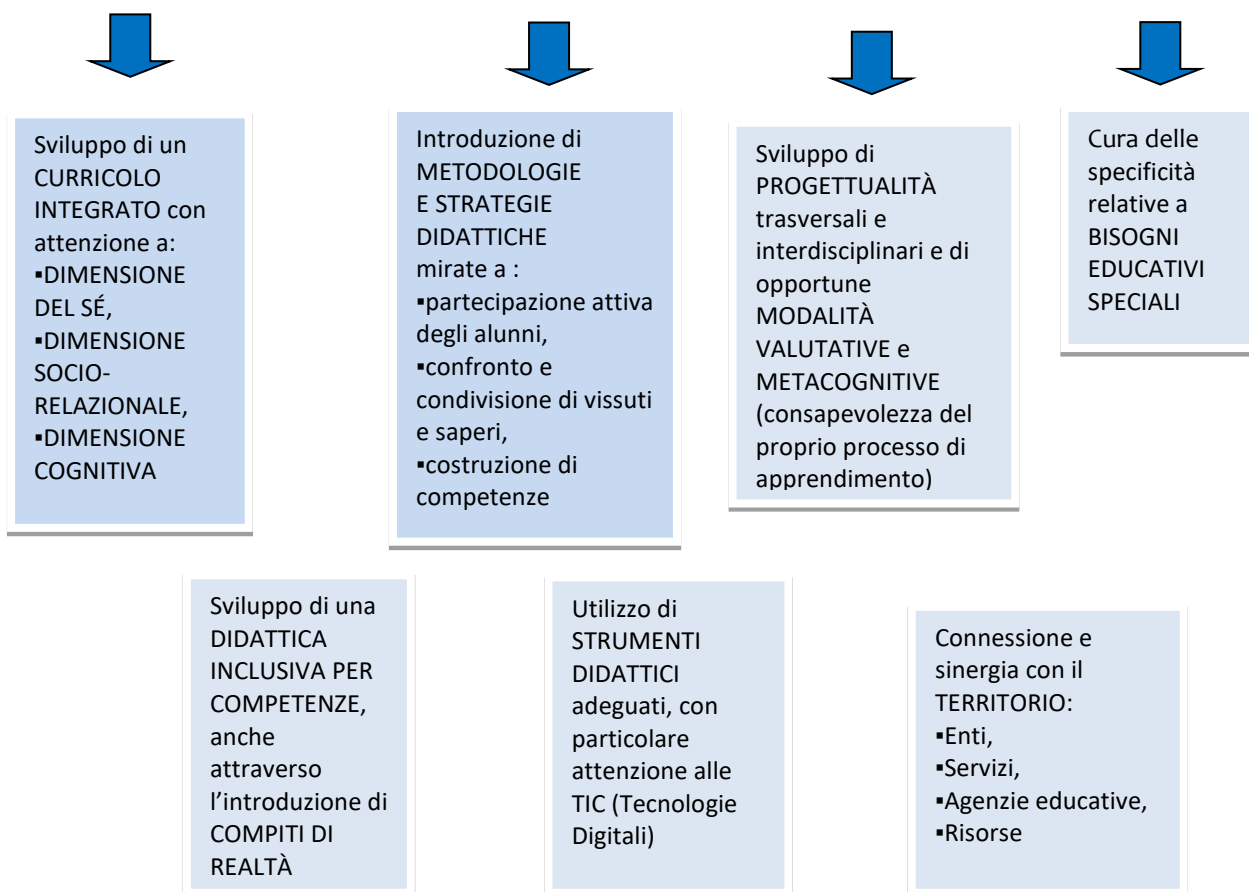 Sviluppo di un
CURRICOLO
INTEGRATO con
attenzione a:
▪DIMENSIONE
DEL SÉ,
▪DIMENSIONE
SOCIO-
RELAZIONALE,
▪DIMENSIONE
COGNITIVA
Introduzione di
METODOLOGIE
E STRATEGIE
DIDATTICHE
mirate a :
▪partecipazione attiva
degli alunni,
▪confronto e
condivisione di vissuti
e saperi,
▪costruzione di
competenze
Sviluppo di
PROGETTUALITÀ
trasversali e
interdisciplinari e di
opportune
MODALITÀ
VALUTATIVE e
METACOGNITIVE
(consapevolezza del
proprio processo di
apprendimento)
Cura delle
specificità
relative a
BISOGNI
EDUCATIVI
SPECIALI
Sviluppo di una
DIDATTICA
INCLUSIVA PER
COMPETENZE,
anche
attraverso
l’introduzione di
COMPITI DI
REALTÀ
Utilizzo di
STRUMENTI
DIDATTICI
adeguati, con
particolare
attenzione alle
TIC (Tecnologie
Digitali)
Connessione e
sinergia con il
TERRITORIO:
▪Enti,
▪Servizi,
▪Agenzie educative,
▪Risorse